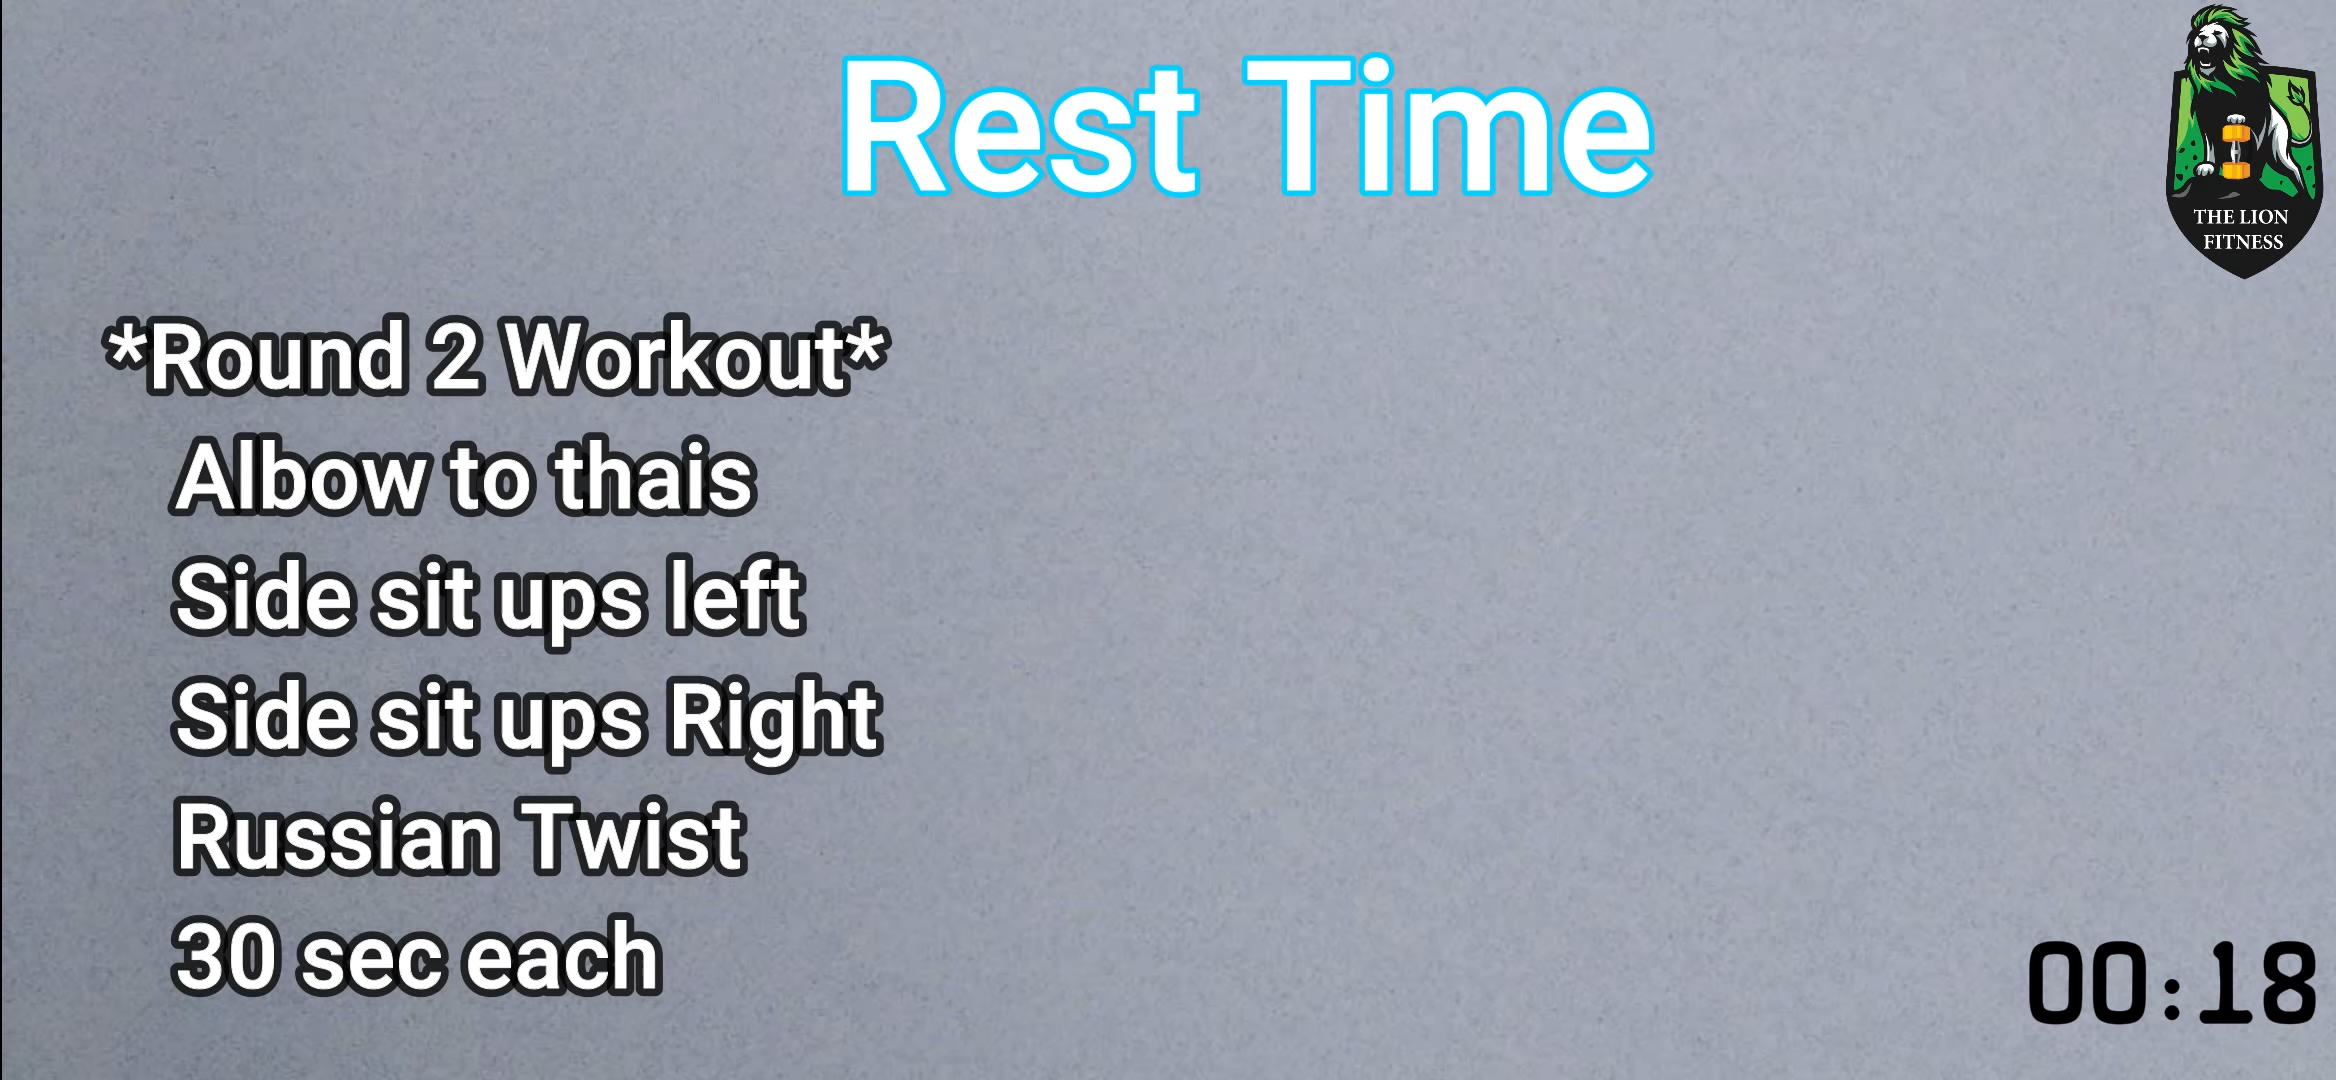 Rest Time
THE LION
FITNESS
*Round 2 Workout*
Albow to thais
Side sit ups left
Side sit ups Right
Russian Twist
30 sec each
00:18